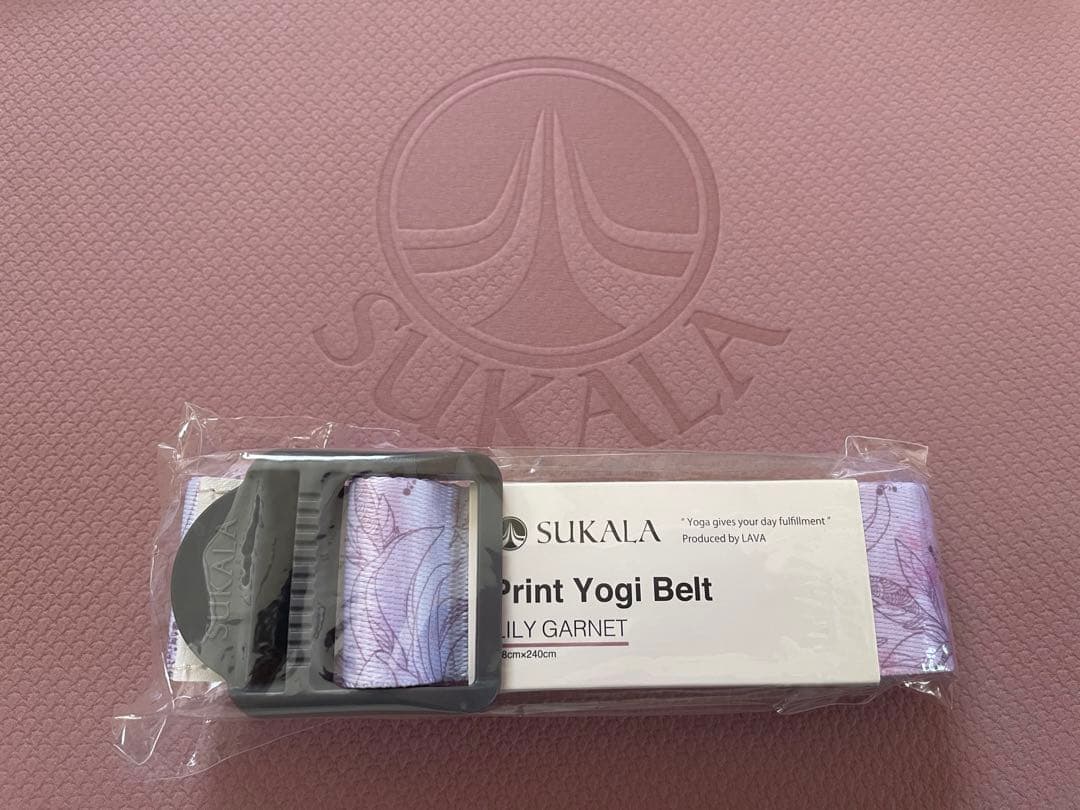 SUKALA
SUKALA
SUKALA
" Yoga gives your day fulfillment "
Produced by LAVA
Print Yogi Belt
LILY GARNET
8cm×240cm